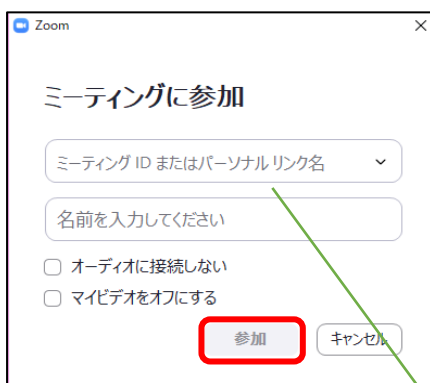 Zoom
ミーティングに参加
ミーティング ID またはパーソナル リンク名
名前を入力してください
オーディオに接続しない
マイビデオをオフにする
参加 キャンセル